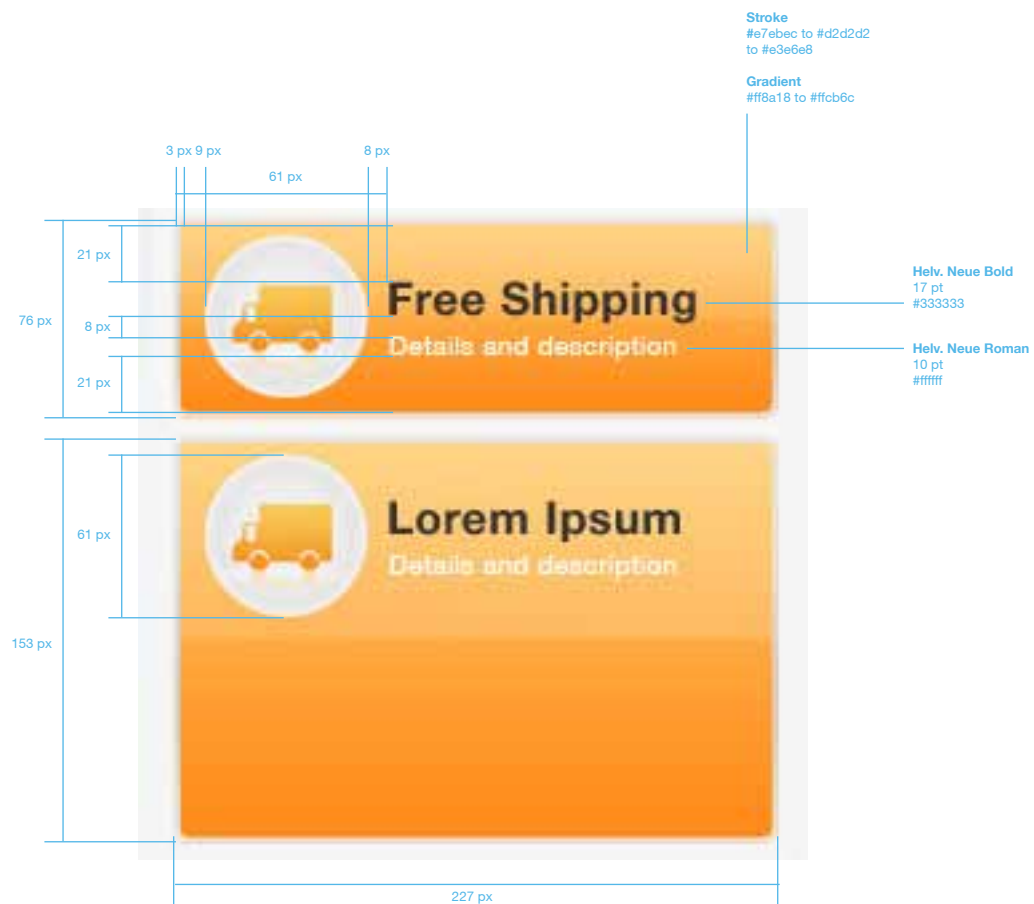 Stroke
#e7ebec to #d2d2d2
to #e3e6e8
Gradient
#ff8a18 to #ffcb6c
3 px 9 px
8 px
61 px
21 px
76 px
8 px
21 px
Free Shipping
Details and description
Helv. Neue Bold
17 pt
#333333
Helv. Neue Roman
10 pt
#ffffff
61 px
153 px
Lorem Ipsum
Details and description
227 px